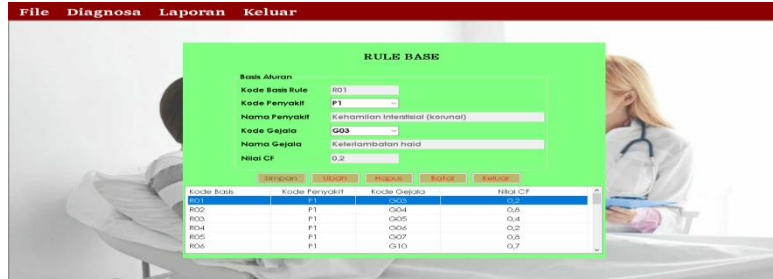 File Diagnosa Laporan Keluar
RULE BASE
Basis Aturan
Kode Basis Rule R01
Kode Penyakit P1
Nama Penyakit Kehamilan Interstisial (korunal)
Kode Gejala G03
Nama Gejala Keterlambatan haid
Nilai CF 0,2
Simpan Ubah Hapus Batal Keluar
Kode Basis Kode Penyakit Kode Gejala Nilai CF
R01 P1 G03 0,2
R02 P1 G04 0,8
R03 P1 G05 0,4
R04 P1 G06 0,2
R05 P1 G07 0,8
R06 P1 G10 0,7